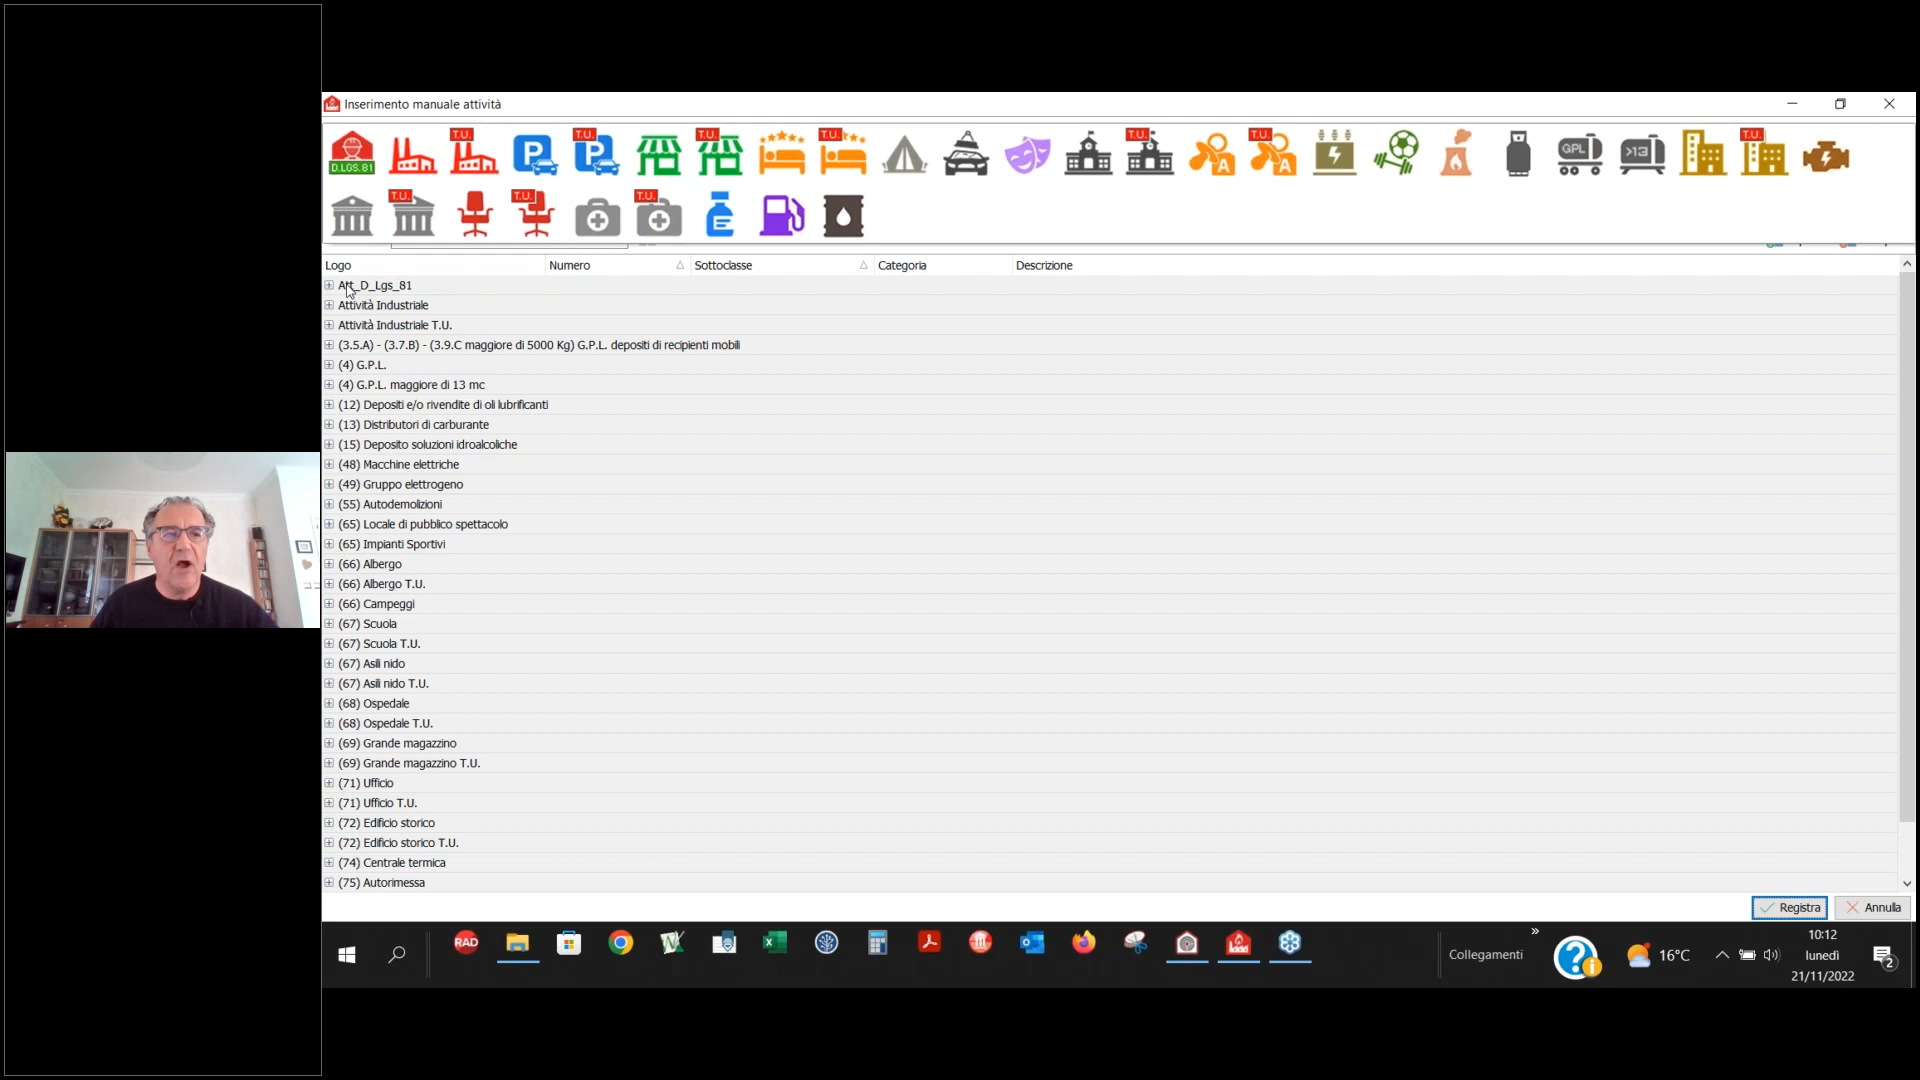 Inserimento manuale attività
D.LGS.81
T.U.
P
T.U.
P
T.U.
T.U.
T.U.
A
T.U.
A
GPL
>13
T.U.
T.U.
T.U.
T.U.
Logo
Numero
Sottoclasse
Categoria
Descrizione
Att_D_Lgs_81
Attività Industriale
Attività Industriale T.U.
(3.5.A) - (3.7.B) - (3.9.C maggiore di 5000 Kg) G.P.L. depositi di recipienti mobili
(4) G.P.L.
(4) G.P.L. maggiore di 13 mc
(12) Depositi e/o rivendite di oli lubrificanti
(13) Distributori di carburante
(15) Deposito soluzioni idroalcoliche
(48) Macchine elettriche
(49) Gruppo elettrogeno
(55) Autodemolizioni
(65) Locale di pubblico spettacolo
(65) Impianti Sportivi
(66) Albergo
(66) Albergo T.U.
(66) Campeggi
(67) Scuola
(67) Scuola T.U.
(67) Asili nido
(67) Asili nido T.U.
(68) Ospedale
(68) Ospedale T.U.
(69) Grande magazzino
(69) Grande magazzino T.U.
(71) Ufficio
(71) Ufficio T.U.
(72) Edificio storico
(72) Edificio storico T.U.
(74) Centrale termica
(75) Autorimessa
Registra
Annulla
RAD
Collegamenti
»
16°C
10:12
lunedì
21/11/2022
2